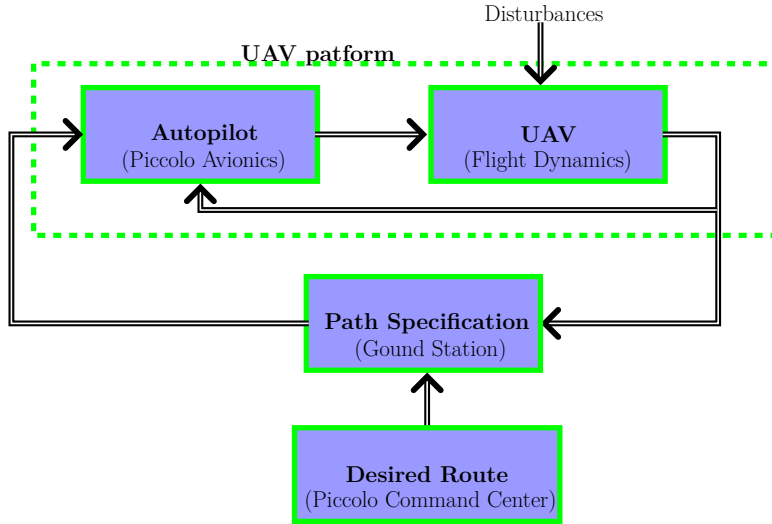 Disturbances
UAV patform
Autopilot
(Piccolo Avionics)
UAV
(Flight Dynamics)
Path Specification
(Gound Station)
Desired Route
(Piccolo Command Center)